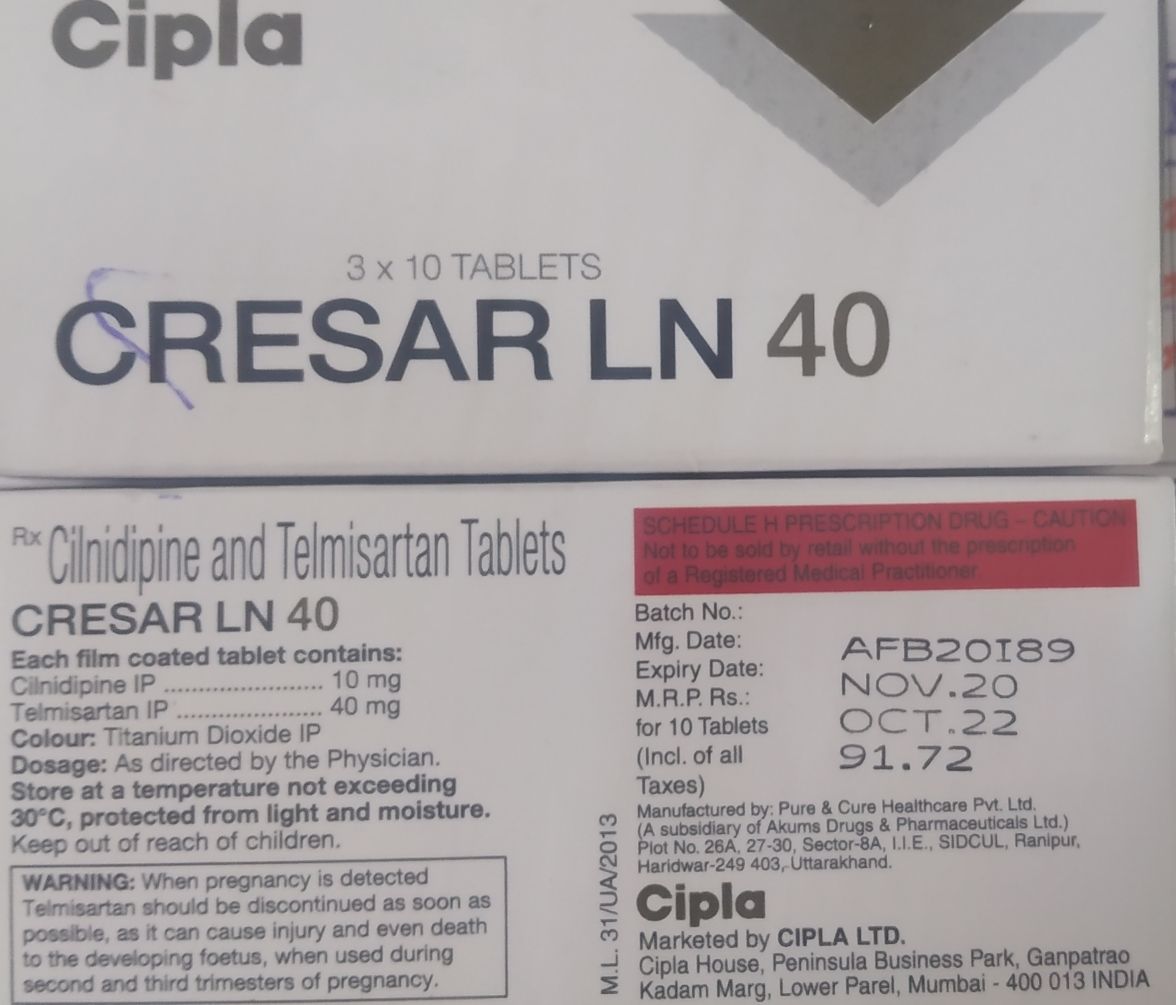 Cipla
3 x 10 TABLETS
CRESAR LN 40
Rx Cilnidipine and Telmisartan Tablets
CRESAR LN 40
Each film coated tablet contains:
Cilnidipine IP ....................... 10 mg
Telmisartan IP ..................... 40 mg
Colour: Titanium Dioxide IP
Dosage: As directed by the Physician.
Store at a temperature not exceeding
30°C, protected from light and moisture.
Keep out of reach of children.
WARNING: When pregnancy is detected
Telmisartan should be discontinued as soon as
possible, as it can cause injury and even death
to the developing foetus, when used during
second and third trimesters of pregnancy.
M.L. 31/UA/2013
SCHEDULE H PRESCRIPTION DRUG – CAUTION
Not to be sold by retail without the prescription
of a Registered Medical Practitioner.
Batch No.:
Mfg. Date:
Expiry Date:
M.R.P. Rs.:
for 10 Tablets
(Incl. of all
Taxes)
AFB20I89
NOV.20
OCT.22
91.72
Manufactured by: Pure & Cure Healthcare Pvt. Ltd.
(A subsidiary of Akums Drugs & Pharmaceuticals Ltd.)
Plot No. 26A, 27-30, Sector-8A, I.I.E., SIDCUL, Ranipur,
Haridwar-249 403, Uttarakhand.
Cipla
Marketed by CIPLA LTD.
Cipla House, Peninsula Business Park, Ganpatrao
Kadam Marg, Lower Parel, Mumbai - 400 013 INDIA